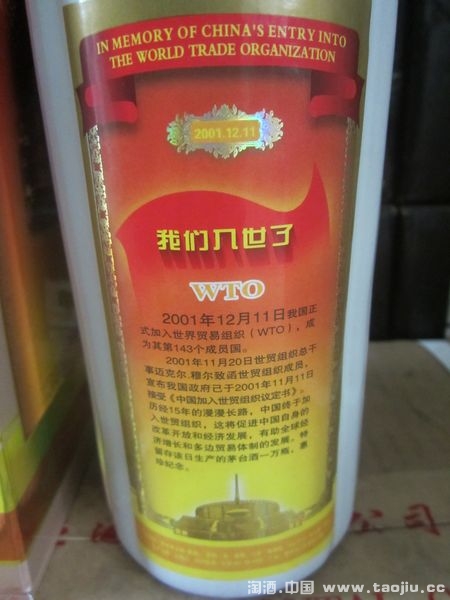 IN MEMORY OF CHINA'S ENTRY INTO
THE WORLD TRADE ORGANIZATION
2001.12.11
我们入世了
WTO
2001年12月11日我国正
式加入世界贸易组织(WTO),成
为其第143个成员国。
2001年11月20日世贸组织总干
事迈克尔.穆尔致函世贸组织成员,
宣布我国政府已于2001年11月11日
接受《中国加入世贸组织议定书》。
历经15年的漫漫长路,中国终于加
入世贸组织,这将促进中国自身的
改革开放和经济发展,有助全球经
济增长和多边贸易体制的发展。特
留存该日生产的茅台酒一万瓶,惠
珍纪念。
公司
淘酒.中国 www.taojiu.cc